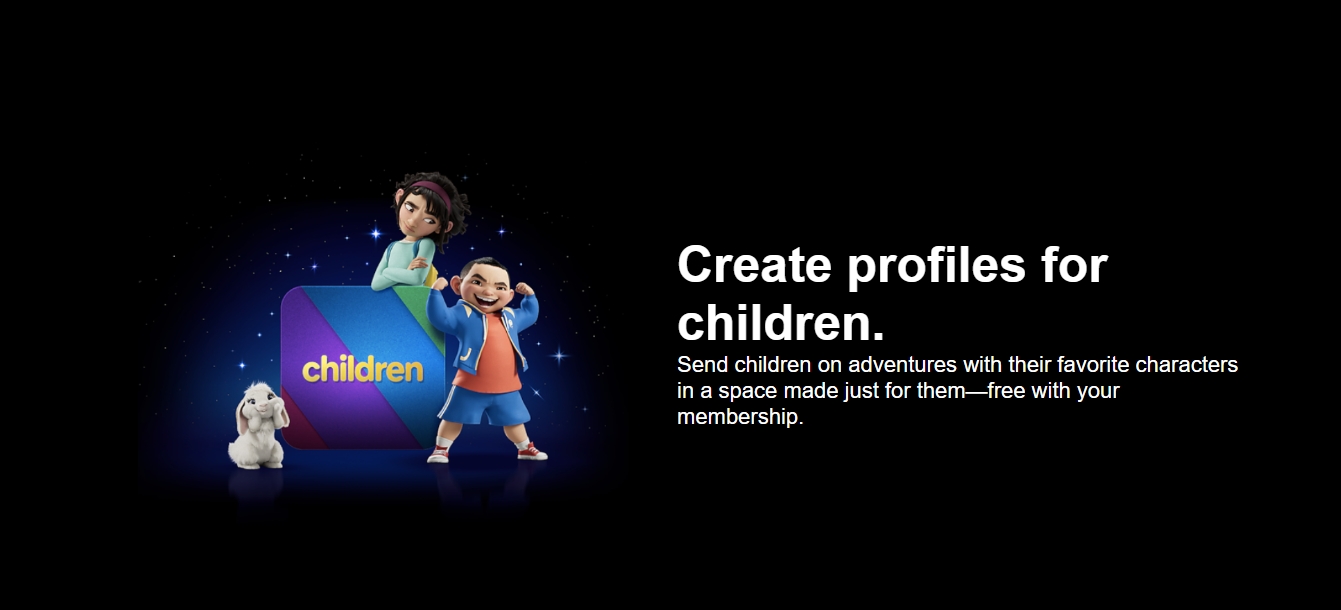 children
Create profiles for
children.
Send children on adventures with their favorite characters
in a space made just for them—free with your
membership.